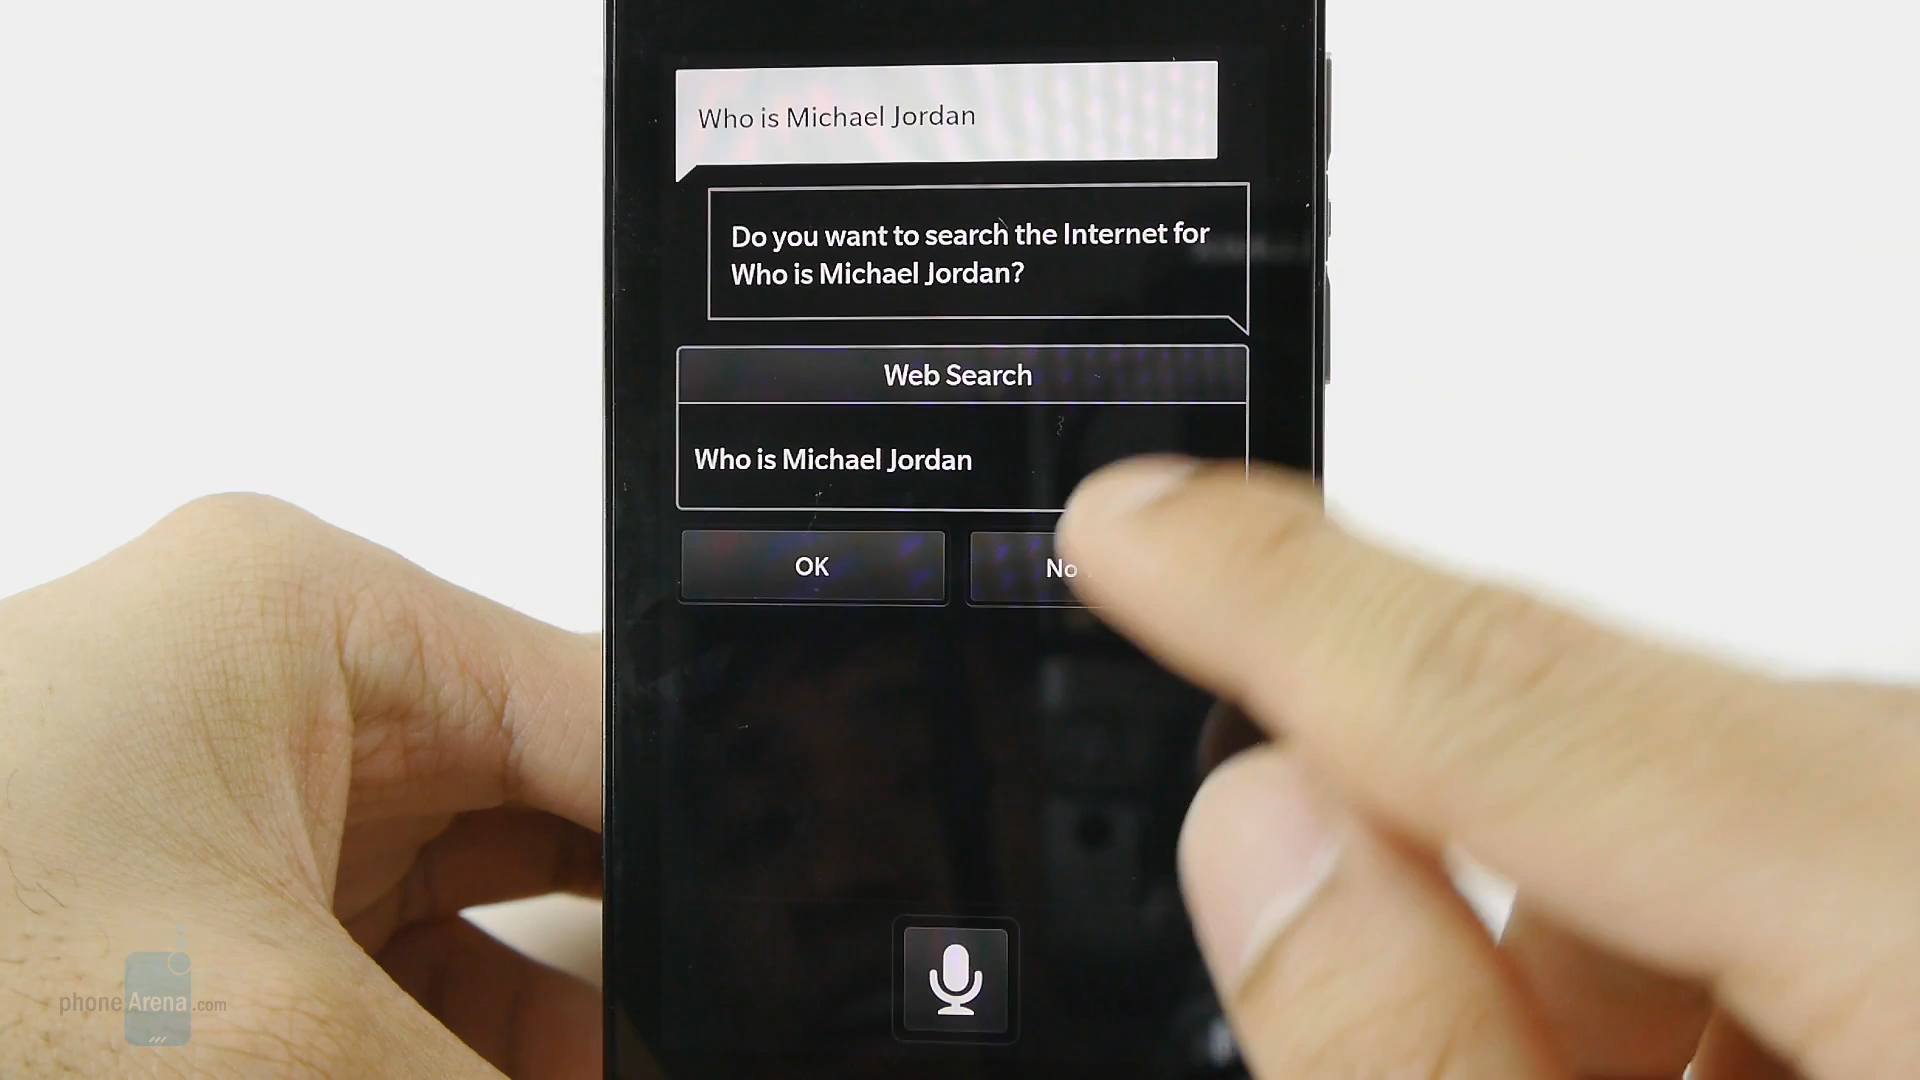 Who is Michael Jordan
Do you want to search the Internet for
Who is Michael Jordan?
Web Search
Who is Michael Jordan
OK
No
phoneArena.com